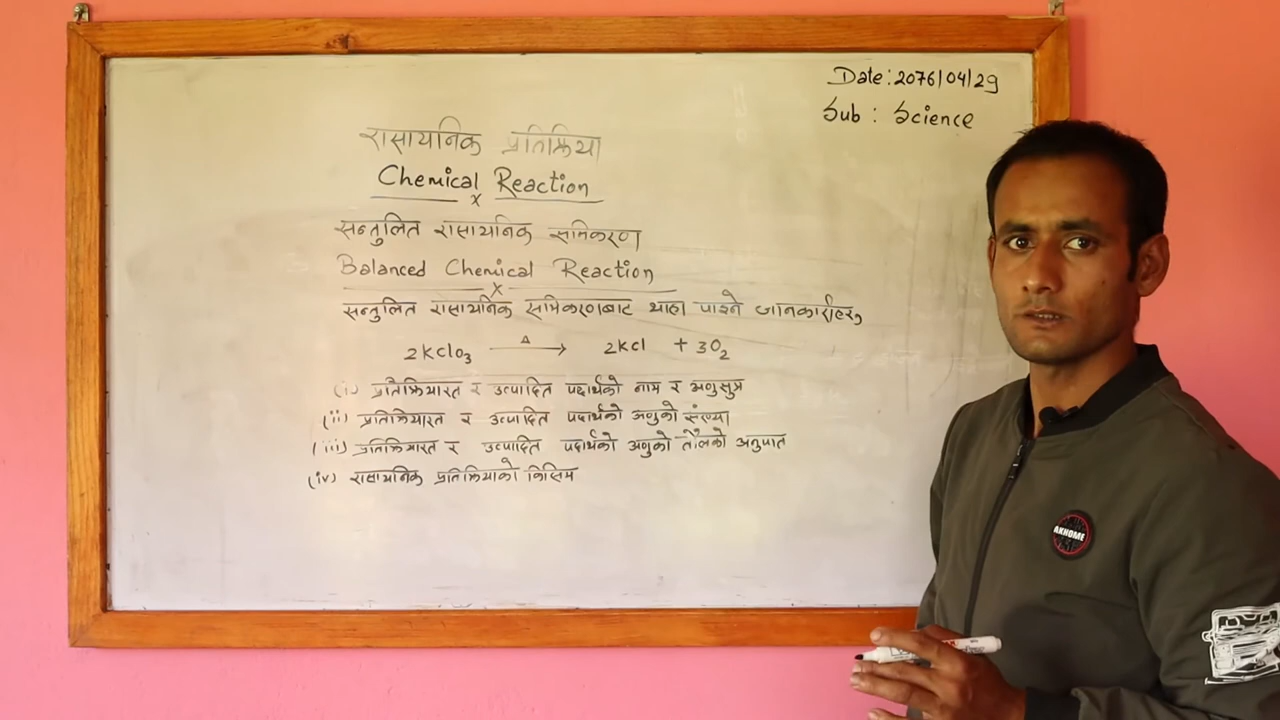 Date: 2076/04/29
Sub : Science
रासायनिक प्रतिक्रिया
Chemical Reaction
x
सन्तुलित रासायनिक समिकरण
Balanced Chemical Reaction
x
सन्तुलित रासायनिक समिकरणबाट थाहा पाइने जानकारीहरू
2KClO₃ —Δ→ 2KCl + 3O₂
(i) प्रतिक्रियारत र उत्पादित पदार्थको नाम र अणुसुत्र
(ii) प्रतिक्रियारत र उत्पादित पदार्थको अणुको संख्या
(iii) प्रतिक्रियारत र उत्पादित पदार्थको अणुको तौलको अनुपात
(iv) रासायनिक प्रतिक्रियाको किसिम
AKHOME